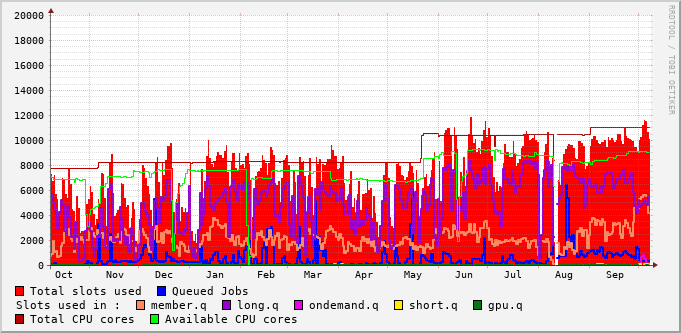 20000
18000
16000
14000
12000
10000
8000
6000
4000
2000
0
Oct Nov Dec Jan Feb Mar Apr May Jun Jul Aug Sep
RRDTOOL / TOBI OETIKER
Total slots used Queued Jobs
Slots used in : member.q long.q ondemand.q short.q gpu.q
Total CPU cores Available CPU cores